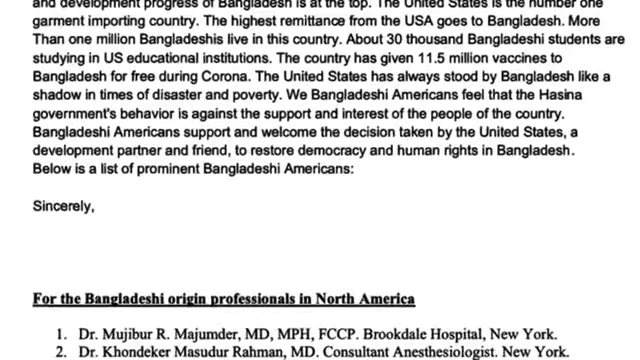 and development progress of Bangladesh is at the top. The United States is the number one
garment importing country. The highest remittance from the USA goes to Bangladesh. More
Than one million Bangladeshis live in this country. About 30 thousand Bangladeshi students are
studying in US educational institutions. The country has given 11.5 million vaccines to
Bangladesh for free during Corona. The United States has always stood by Bangladesh like a
shadow in times of disaster and poverty. We Bangladeshi Americans feel that the Hasina
government's behavior is against the support and interest of the people of the country.
Bangladeshi Americans support and welcome the decision taken by the United States, a
development partner and friend, to restore democracy and human rights in Bangladesh.
Below is a list of prominent Bangladeshi Americans:
Sincerely,
For the Bangladeshi origin professionals in North America
1. Dr. Mujibur R. Majumder, MD, MPH, FCCP. Brookdale Hospital, New York.
2. Dr. Khondeker Masudur Rahman, MD. Consultant Anesthesiologist. New York.